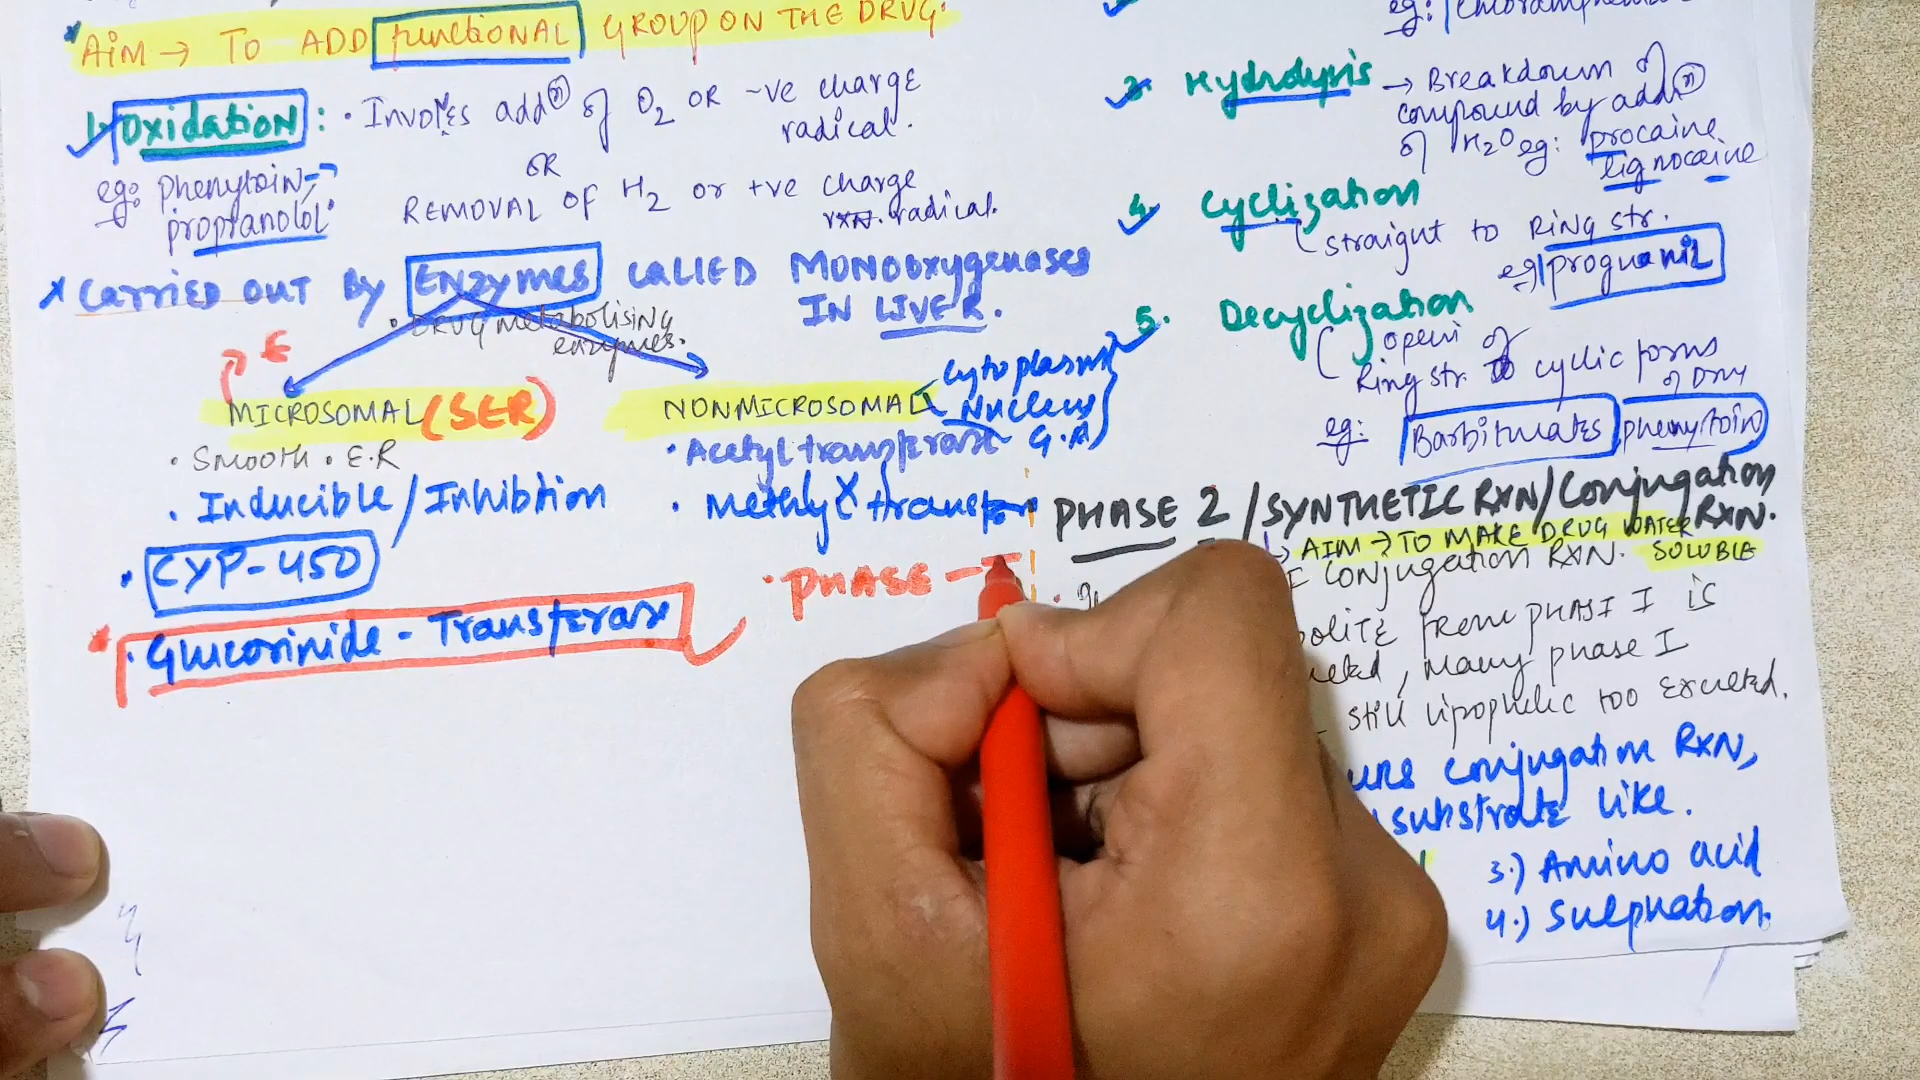 * AIM → TO ADD functIONAL GROUP ON THE DRUG.
1) Oxidation : • Involves addⁿ of O2 OR -ve charge radical.
eg: phenytoin, propranolol.
OR
REMOVAL OF H2 or +ve charge rxn. radical.
* CARRIED OUT By ENZYMES CALLED MONOOxygenases
IN LIVER.
• DRUG metabolising enzymes.
E
MICROSOMAL (SER)
• Smooth. E.R
• Inducible/Inhibtion
• CYP-450
• Glucorinide - Transferase
NONMICROSOMAL
Cytoplasm
Nucleus
G.A
• Acetyl transferase
• Methly X transfer
• PHASE - I
eg:
3. Hydrolysis → Breakdown of
compound by addⁿ
of H2O eg: procaine
lignocaine
4. Cyclization
straight to RING str.
eg proguanil
5. Decyclization
openi of
Ring str. to cyclic forms
of Drug
eg: Barbiturates phenytoin
PHASE 2 / SYNTHETIC RXN/Conjugation
RXN.
↳ AIM → TO MAKE DRUG WATER
SOLUBLE
I Conjugation RXN.
from PHASE I is
, many phase I
still lipophilic too excreted.
conjugation RXN,
substrate like.
3.) Amino acid
4.) Sulphation.